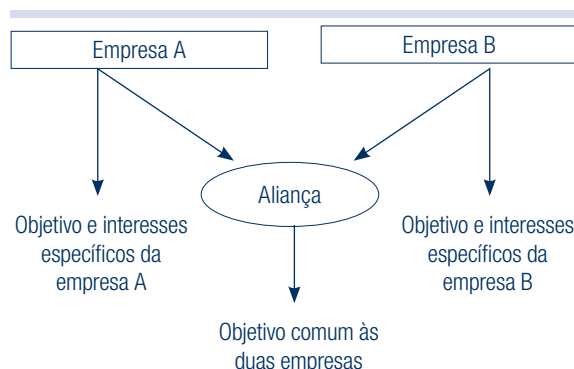 Empresa A
Empresa B
Aliança
Objetivo e interesses
específicos da
empresa A
Objetivo e interesses
específicos da
empresa B
Objetivo comum às
duas empresas